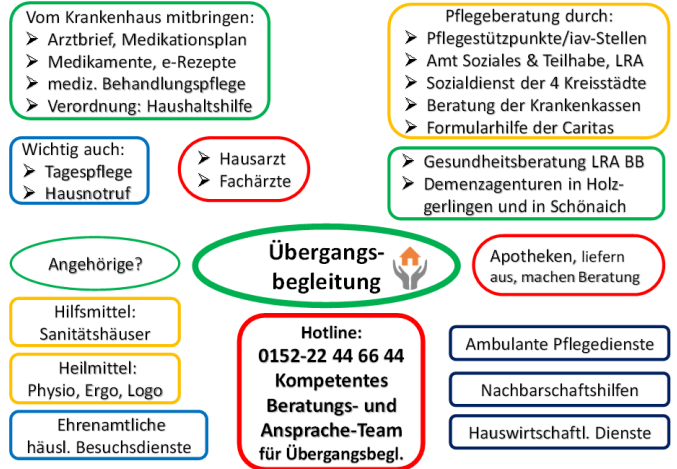 Vom Krankenhaus mitbringen:
➢ Arztbrief, Medikationsplan
➢ Medikamente, e-Rezepte
➢ mediz. Behandlungspflege
➢ Verordnung: Haushaltshilfe
Pflegeberatung durch:
➢ Pflegestützpunkte/iav-Stellen
➢ Amt Soziales & Teilhabe, LRA
➢ Sozialdienst der 4 Kreisstädte
➢ Beratung der Krankenkassen
➢ Formularhilfe der Caritas
Wichtig auch:
➢ Tagespflege
➢ Hausnotruf
➢ Hausarzt
➢ Fachärzte
➢ Gesundheitsberatung LRA BB
➢ Demenzagenturen in Holz-
gerlingen und in Schönaich
Angehörige?
Übergangs-
begleitung
Apotheken, liefern
aus, machen Beratung
Hilfsmittel:
Sanitätshäuser
Heilmittel:
Physio, Ergo, Logo
Ehrenamtliche
häusl. Besuchsdienste
Hotline:
0152-22 44 66 44
Kompetentes
Beratungs- und
Ansprache-Team
für Übergangsbegl.
Ambulante Pflegedienste
Nachbarschaftshilfen
Hauswirtschaftl. Dienste